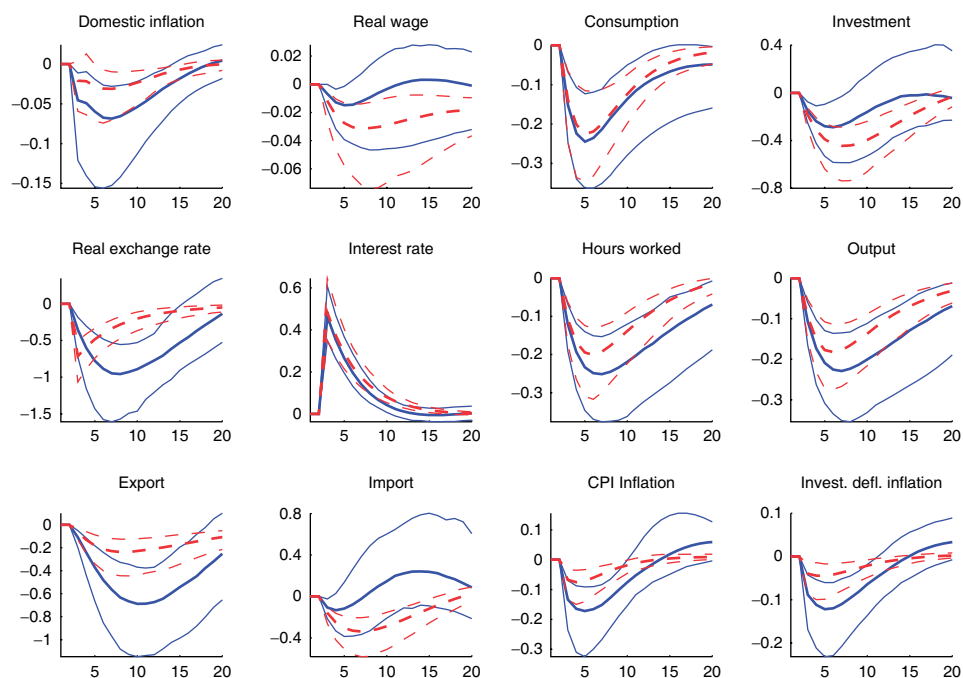 Domestic inflation
0
−0.05
−0.1
−0.15
5 10 15 20
Real wage
0.02
0
−0.02
−0.04
−0.06
5 10 15 20
Consumption
0
−0.1
−0.2
−0.3
5 10 15 20
Investment
0.4
0
−0.4
−0.8
5 10 15 20
Real exchange rate
0
−0.5
−1
−1.5
5 10 15 20
Interest rate
0.6
0.4
0.2
0
5 10 15 20
Hours worked
0
−0.1
−0.2
−0.3
5 10 15 20
Output
0
−0.1
−0.2
−0.3
5 10 15 20
Export
0
−0.2
−0.4
−0.6
−0.8
−1
5 10 15 20
Import
0.8
0.4
0
−0.4
5 10 15 20
CPI Inflation
0.1
0
−0.1
−0.2
−0.3
5 10 15 20
Invest. defl. inflation
0.1
0
−0.1
−0.2
5 10 15 20